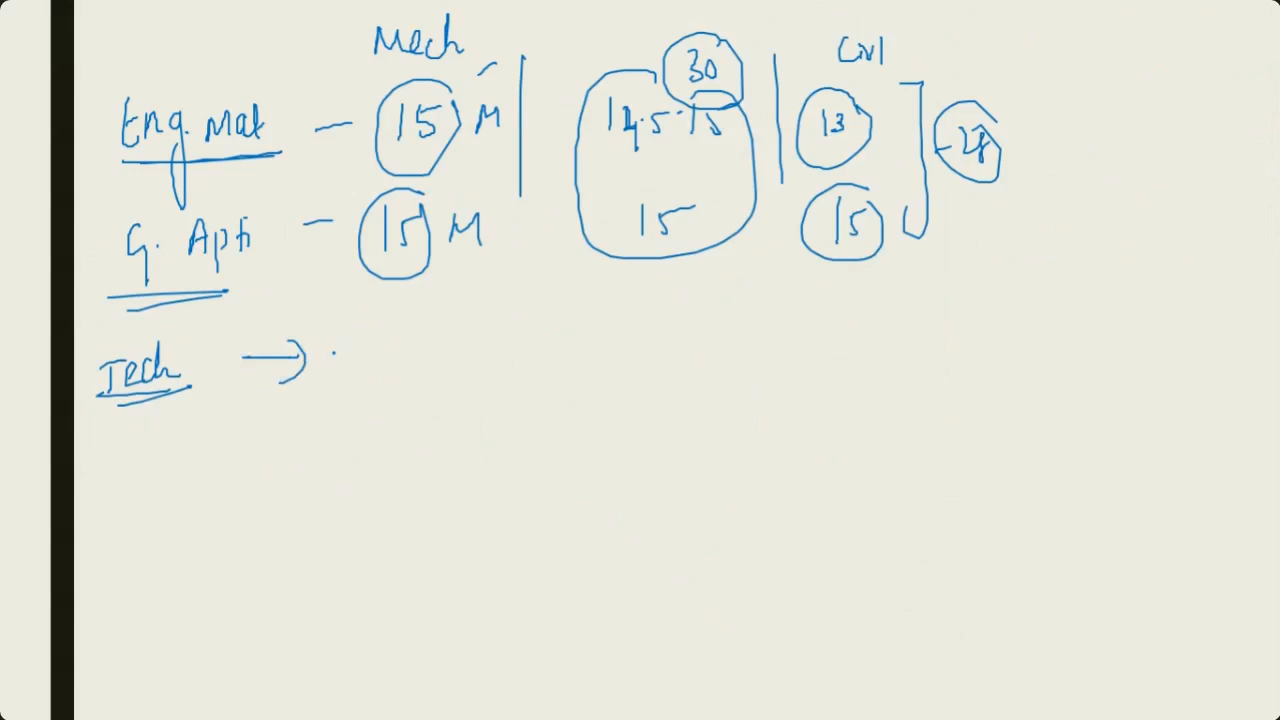 Mech 30 Civil
Eng. Mat - 15 M 14.5-15 13 - 28
G. Apti - 15 M 15 15
Tech →